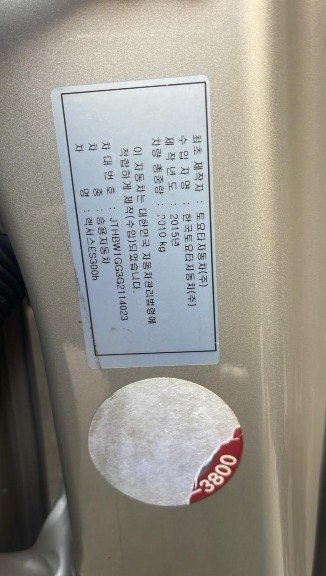 최초 제작자 : 토요타자동차(주)
수 입 자 명 : 한국토요타자동차(주)
제 작 년 도 : 2015년
차량 총중량 : 2010 kg
이 자동차는 대한민국 자동차관리법령에
적합하게 제작(수입)되었습니다.
차 대 번 호 : JTHBW1GG3G2114023
차 종 : 승용자동차
차 명 : 렉서스ES300h
3800